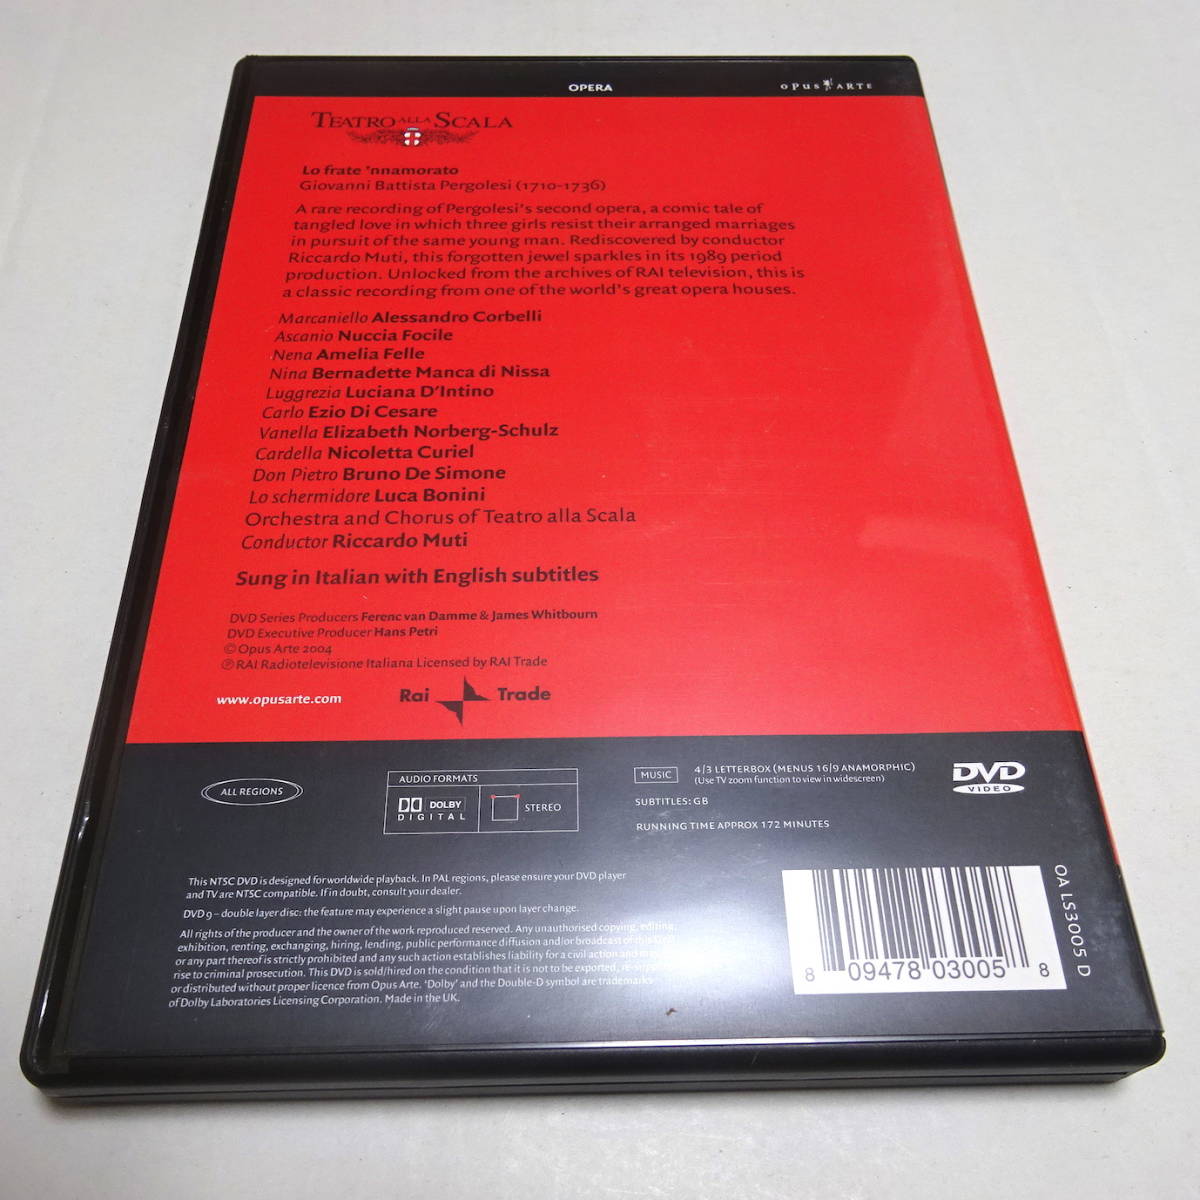 OPERA
OPUS ARTE
TEATRO ALLA SCALA
Lo frate 'nnamorato
Giovanni Battista Pergolesi (1710-1736)
A rare recording of Pergolesi's second opera, a comic tale of
tangled love in which three girls resist their arranged marriages
in pursuit of the same young man. Rediscovered by conductor
Riccardo Muti, this forgotten jewel sparkles in its 1989 period
production. Unlocked from the archives of RAI television, this is
a classic recording from one of the world's great opera houses.
Marcaniello Alessandro Corbelli
Ascanio Nuccia Focile
Nena Amelia Felle
Nina Bernadette Manca di Nissa
Luggrezia Luciana D'Intino
Carlo Ezio Di Cesare
Vanella Elizabeth Norberg-Schulz
Cardella Nicoletta Curiel
Don Pietro Bruno De Simone
Lo schermidore Luca Bonini
Orchestra and Chorus of Teatro alla Scala
Conductor Riccardo Muti
Sung in Italian with English subtitles
DVD Series Producers Ferenc van Damme & James Whitbourn
DVD Executive Producer Hans Petri
© Opus Arte 2004
℗ RAI Radiotelevisione Italiana Licensed by RAI Trade
www.opusarte.com
Rai Trade
ALL REGIONS
AUDIO FORMATS
DOLBY
DIGITAL
STEREO
MUSIC
4/3 LETTERBOX (MENUS 16/9 ANAMORPHIC)
(Use TV zoom function to view in widescreen)
SUBTITLES: GB
RUNNING TIME APPROX 172 MINUTES
DVD
VIDEO
This NTSC DVD is designed for worldwide playback. In PAL regions, please ensure your DVD player
and TV are NTSC compatible. If in doubt, consult your dealer.
DVD 9 – double layer disc: the feature may experience a slight pause upon layer change.
All rights of the producer and the owner of the work reproduced reserved. Any unauthorised copying, editing,
exhibition, renting, exchanging, hiring, lending, public performance diffusion and/or broadcast of this DVD
or any part thereof is strictly prohibited and any such action establishes liability for a civil action and may
rise to criminal prosecution. This DVD is sold/hired on the condition that it is not to be exported, re-supplied
or distributed without proper licence from Opus Arte. 'Dolby' and the Double-D symbol are trademarks
of Dolby Laboratories Licensing Corporation. Made in the UK.
8 09478 03005 8
OA LS3005 D